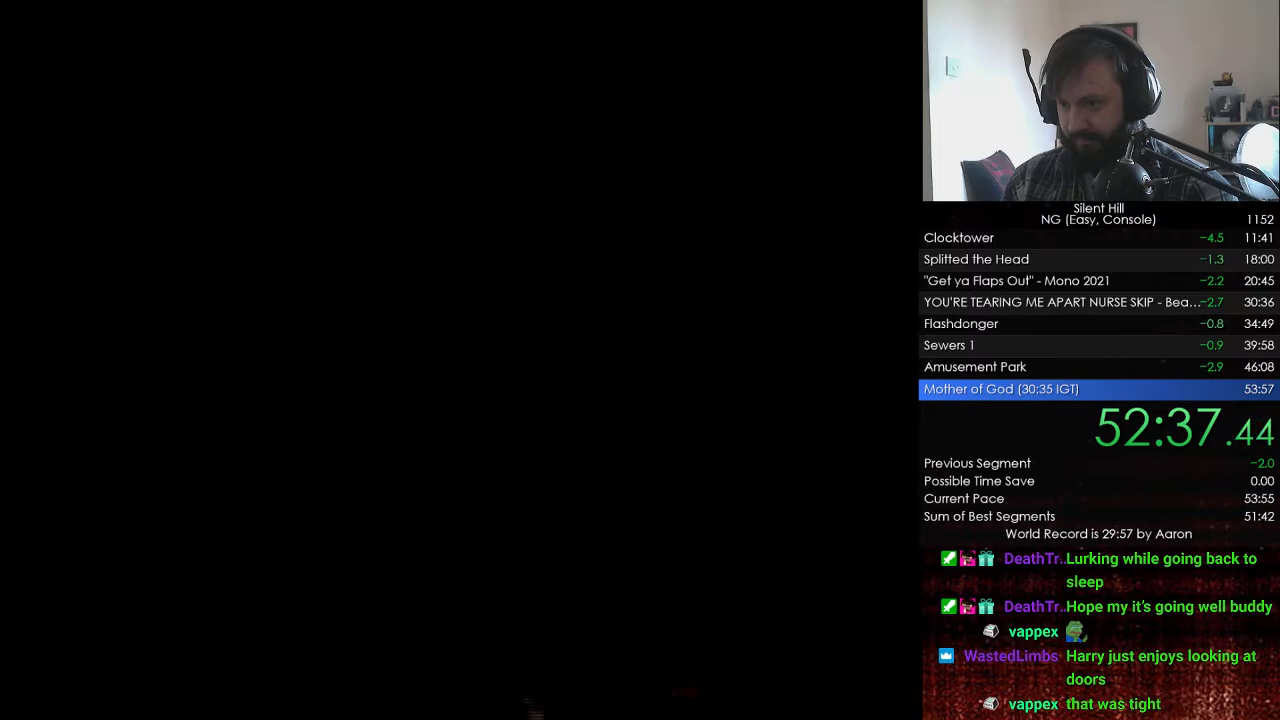 Silent Hill
NG (Easy, Console) 1152
Clocktower −4.5 11:41
Splitted the Head −1.3 18:00
"Get ya Flaps Out" - Mono 2021 −2.2 20:45
YOU'RE TEARING ME APART NURSE SKIP - Bea... −2.7 30:36
Flashdonger −0.8 34:49
Sewers 1 −0.9 39:58
Amusement Park −2.9 46:08
Mother of God (30:35 IGT) 53:57
52:37.44
Previous Segment −2.0
Possible Time Save 0.00
Current Pace 53:55
Sum of Best Segments 51:42
World Record is 29:57 by Aaron
DeathTr.. Lurking while going back to
sleep
DeathTr.. Hope my it's going well buddy
vappex
WastedLimbs Harry just enjoys looking at
doors
vappex that was tight